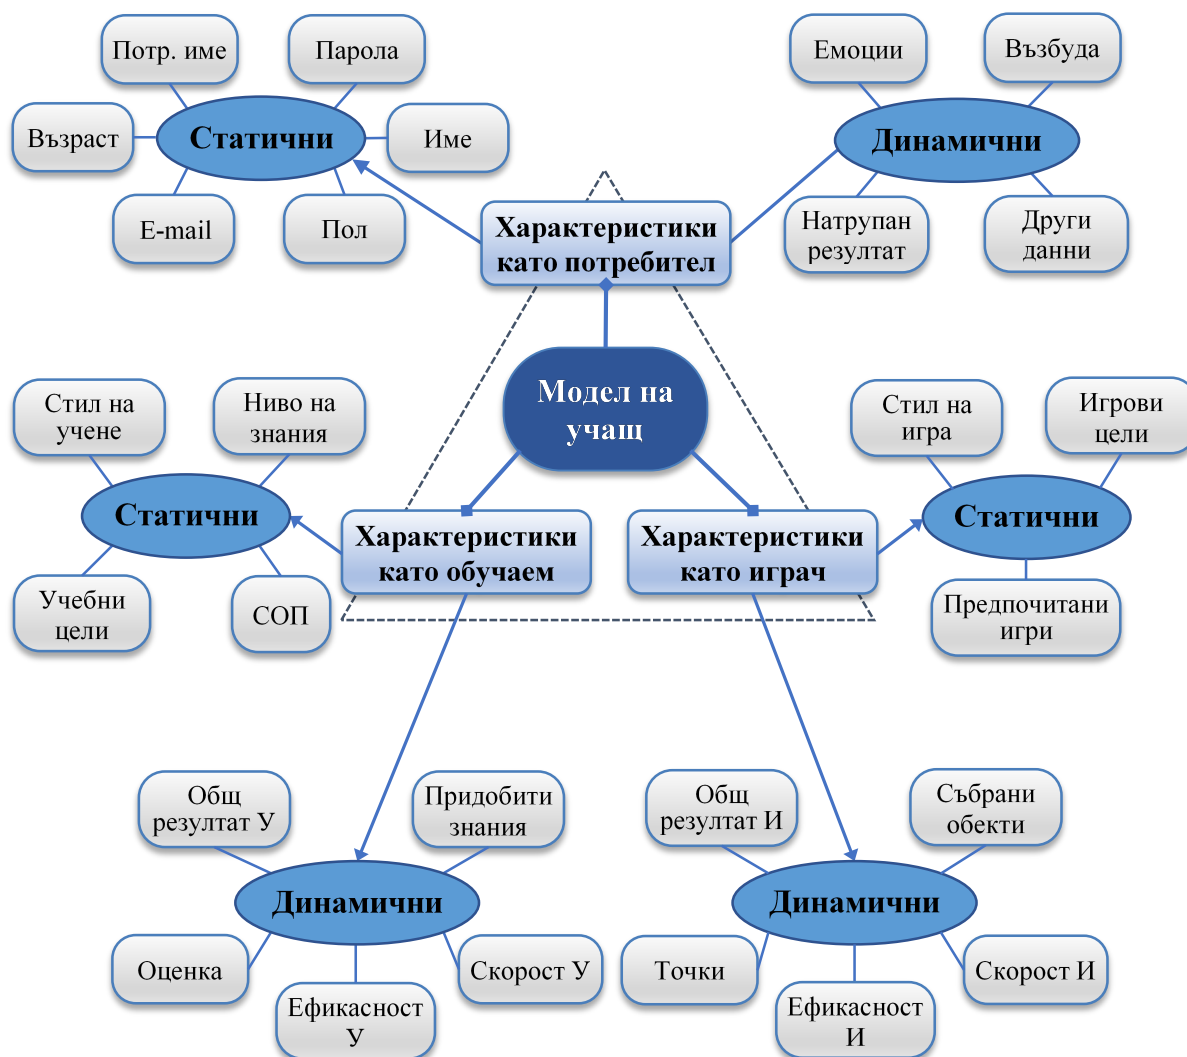 Потр. име
Парола
Възраст
Статични
Име
E-mail
Пол
Емоции
Възбуда
Динамични
Натрупан
резултат
Други
данни
Характеристики
като потребител
Модел на
учащ
Стил на
учене
Ниво на
знания
Статични
Учебни
цели
СОП
Характеристики
като обучаем
Характеристики
като играч
Стил на
игра
Игрови
цели
Статични
Предпочитани
игри
Общ
резултат У
Придобити
знания
Динамични
Оценка
Ефикасност
У
Скорост У
Общ
резултат И
Събрани
обекти
Динамични
Точки
Ефикасност
И
Скорост И